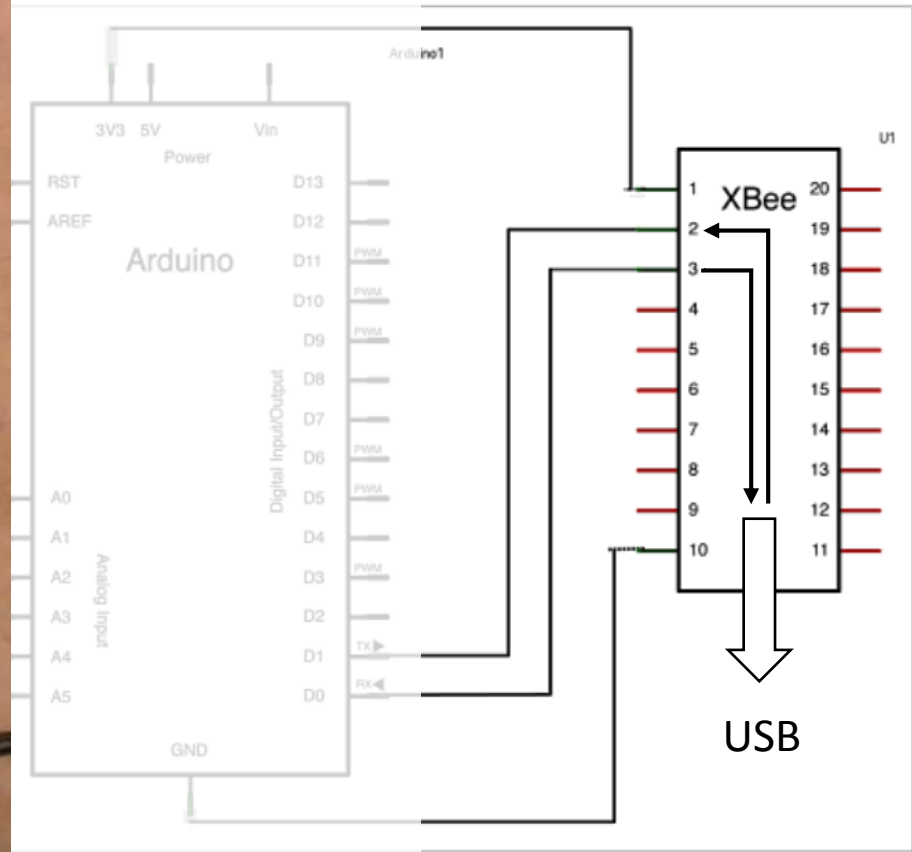 Arduino1
3V3 5V Vin
Power
RST D13
AREF D12
Arduino
PWM D11
PWM D10
PWM D9
D8
D7
PWM D6
PWM D5
D4
PWM D3
D2
TX D1
RX D0
Digital Input/Output
A0
A1
A2
A3
A4
A5
Analog Input
GND
U1
XBee
1 20
2 19
3 18
4 17
5 16
6 15
7 14
8 13
9 12
10 11
USB